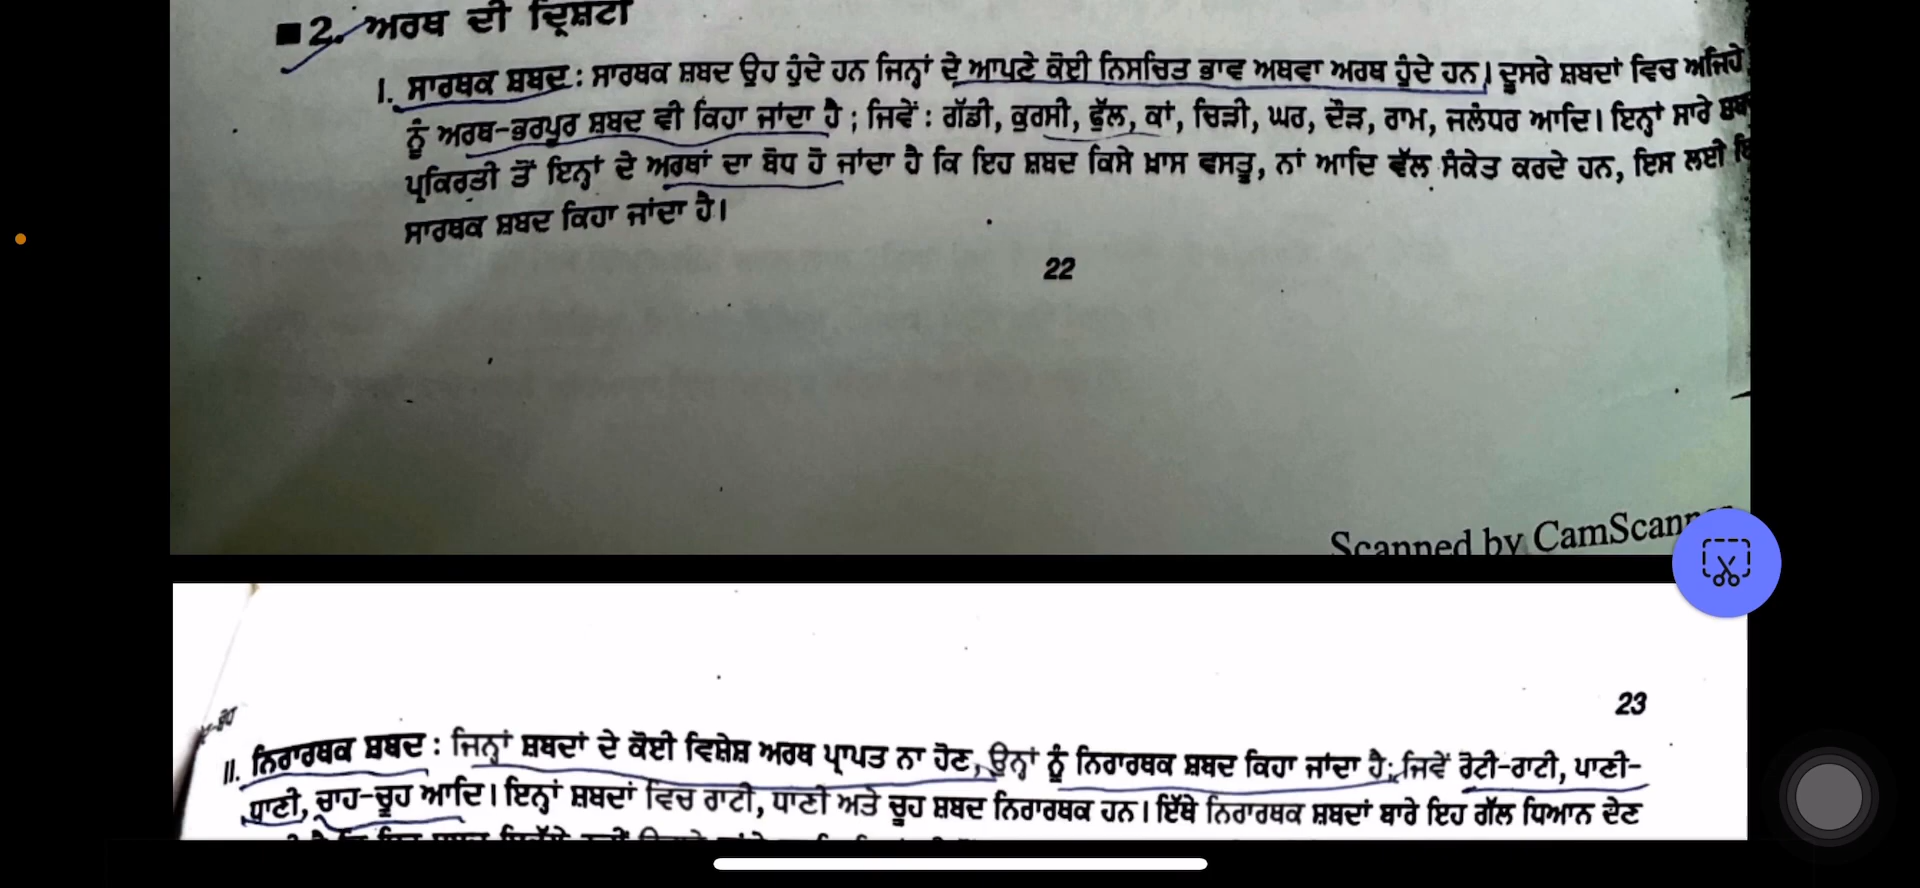 ■2. ਅਰਥ ਦੀ ਦ੍ਰਿਸ਼ਟੀ
I. ਸਾਰਥਕ ਸ਼ਬਦ : ਸਾਰਥਕ ਸ਼ਬਦ ਉਹ ਹੁੰਦੇ ਹਨ ਜਿਨ੍ਹਾਂ ਦੇ ਆਪਣੇ ਕੋਈ ਨਿਸਚਿਤ ਭਾਵ ਅਥਵਾ ਅਰਥ ਹੁੰਦੇ ਹਨ। ਦੂਸਰੇ ਸ਼ਬਦਾਂ ਵਿਚ ਅਜਿਹੇ
ਨੂੰ ਅਰਥ-ਭਰਪੂਰ ਸ਼ਬਦ ਵੀ ਕਿਹਾ ਜਾਂਦਾ ਹੈ ; ਜਿਵੇਂ : ਗੱਡੀ, ਕੁਰਸੀ, ਫੁੱਲ, ਕਾਂ, ਚਿੜੀ, ਘਰ, ਦੌੜ, ਰਾਮ, ਜਲੰਧਰ ਆਦਿ। ਇਨ੍ਹਾਂ ਸਾਰੇ
ਪ੍ਰਕਿਰਤੀ ਤੋਂ ਇਨ੍ਹਾਂ ਦੇ ਅਰਥਾਂ ਦਾ ਬੋਧ ਹੋ ਜਾਂਦਾ ਹੈ ਕਿ ਇਹ ਸ਼ਬਦ ਕਿਸੇ ਖ਼ਾਸ ਵਸਤੂ, ਨਾਂ ਆਦਿ ਵੱਲ ਸੰਕੇਤ ਕਰਦੇ ਹਨ, ਇਸ ਲਈ
ਸਾਰਥਕ ਸ਼ਬਦ ਕਿਹਾ ਜਾਂਦਾ ਹੈ।
22
Scanned by CamScanner
23
II. ਨਿਰਾਰਥਕ ਸ਼ਬਦ : ਜਿਨ੍ਹਾਂ ਸ਼ਬਦਾਂ ਦੇ ਕੋਈ ਵਿਸ਼ੇਸ਼ ਅਰਥ ਪ੍ਰਾਪਤ ਨਾ ਹੋਣ, ਉਨ੍ਹਾਂ ਨੂੰ ਨਿਰਾਰਥਕ ਸ਼ਬਦ ਕਿਹਾ ਜਾਂਦਾ ਹੈ; ਜਿਵੇਂ ਰੋਟੀ-ਰਾਟੀ, ਪਾਣੀ-
ਧਾਣੀ, ਚਾਹ-ਚੂਹ ਆਦਿ। ਇਨ੍ਹਾਂ ਸ਼ਬਦਾਂ ਵਿਚ ਰਾਟੀ, ਧਾਣੀ ਅਤੇ ਚੂਹ ਸ਼ਬਦ ਨਿਰਾਰਥਕ ਹਨ। ਇੱਥੇ ਨਿਰਾਰਥਕ ਸ਼ਬਦਾਂ ਬਾਰੇ ਇਹ ਗੱਲ ਧਿਆਨ ਦੇਣ